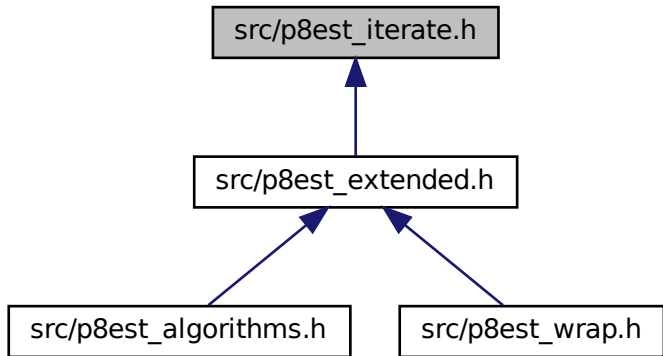 src/p8est_iterate.h
src/p8est_extended.h
src/p8est_algorithms.h
src/p8est_wrap.h